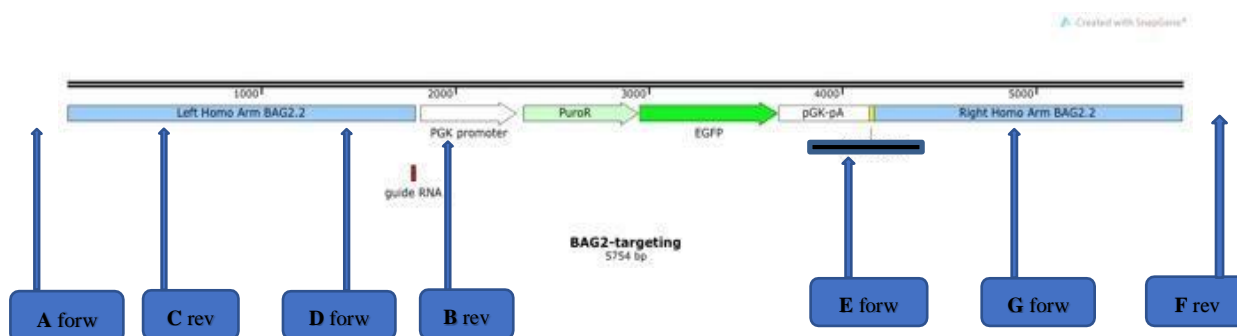 Created with SnapGene®
1000 2000 3000 4000 5000
Left Homo Arm BAG2.2 PuroR pGK-pA Right Homo Arm BAG2.2
PGK promoter EGFP
guide RNA
BAG2-targeting
5754 bp
A forw C rev D forw B rev E forw G forw F rev